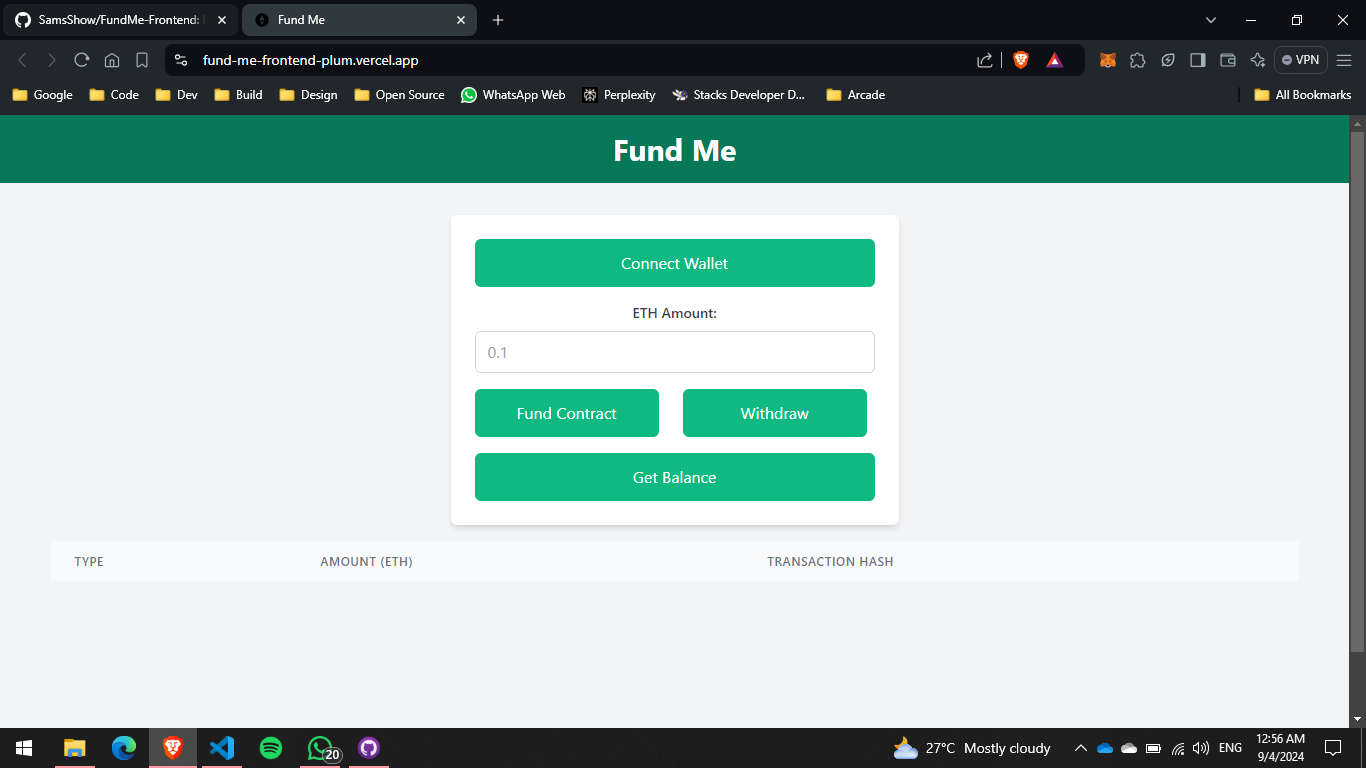 SamsShow/FundMe-Frontend:
Fund Me
fund-me-frontend-plum.vercel.app
VPN
Google
Code
Dev
Build
Design
Open Source
WhatsApp Web
Perplexity
Stacks Developer D...
Arcade
All Bookmarks
Fund Me
Connect Wallet
ETH Amount:
0.1
Fund Contract
Withdraw
Get Balance
TYPE
AMOUNT (ETH)
TRANSACTION HASH
20
27°C Mostly cloudy
ENG
12:56 AM
9/4/2024